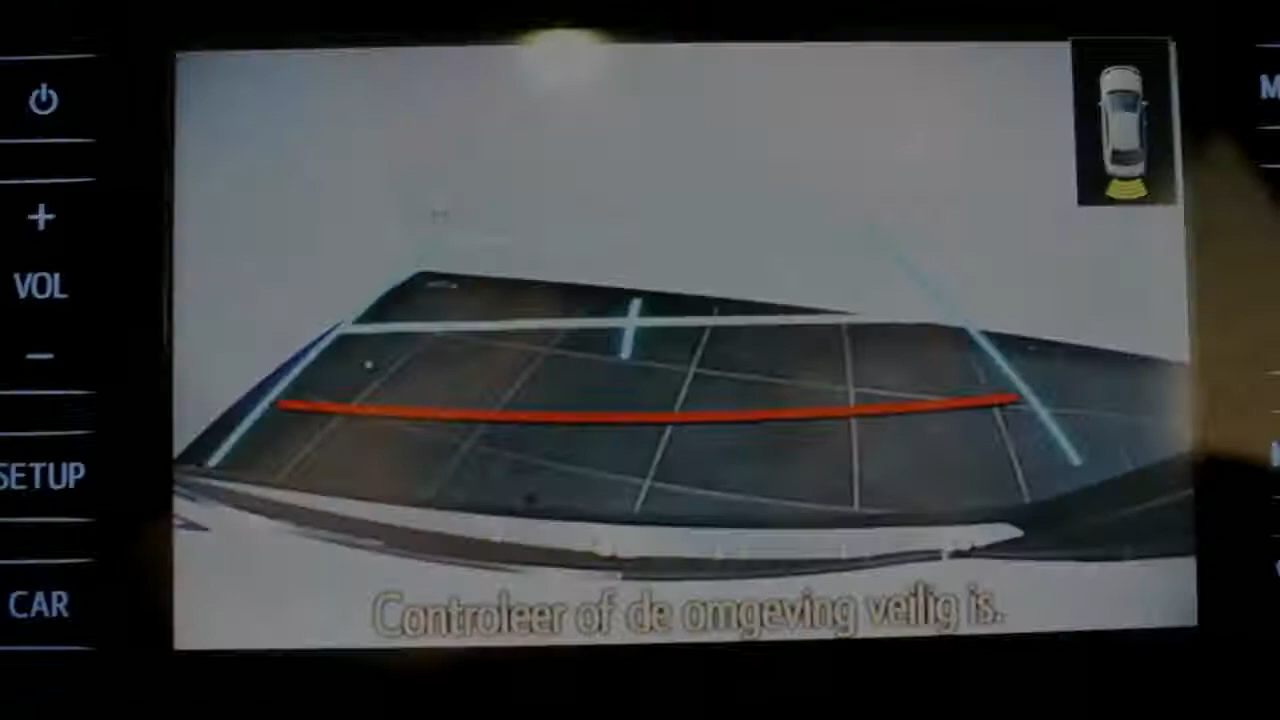 +
VOL
−
SETUP
CAR
Controleer of de omgeving veilig is.